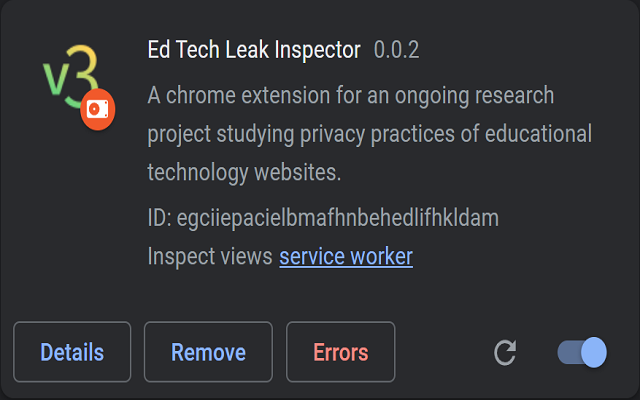 v3
Ed Tech Leak Inspector 0.0.2
A chrome extension for an ongoing research
project studying privacy practices of educational
technology websites.
ID: egciiepacielbmafhnbehedlifhkldam
Inspect views service worker
Details Remove Errors